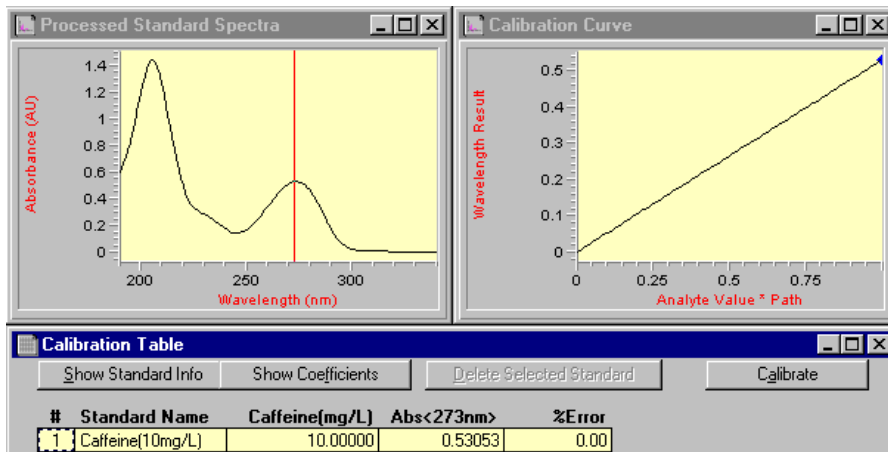 Processed Standard Spectra
Absorbance (AU)
1.4
1.2
1
0.8
0.6
0.4
0.2
0
200 250 300
Wavelength (nm)
Calibration Curve
Wavelength Result
0.5
0.4
0.3
0.2
0.1
0
0 0.25 0.5 0.75
Analyte Value * Path
Calibration Table
Show Standard Info Show Coefficients Delete Selected Standard Calibrate
# Standard Name Caffeine(mg/L) Abs<273nm> %Error
1 Caffeine(10mg/L) 10.00000 0.53053 0.00